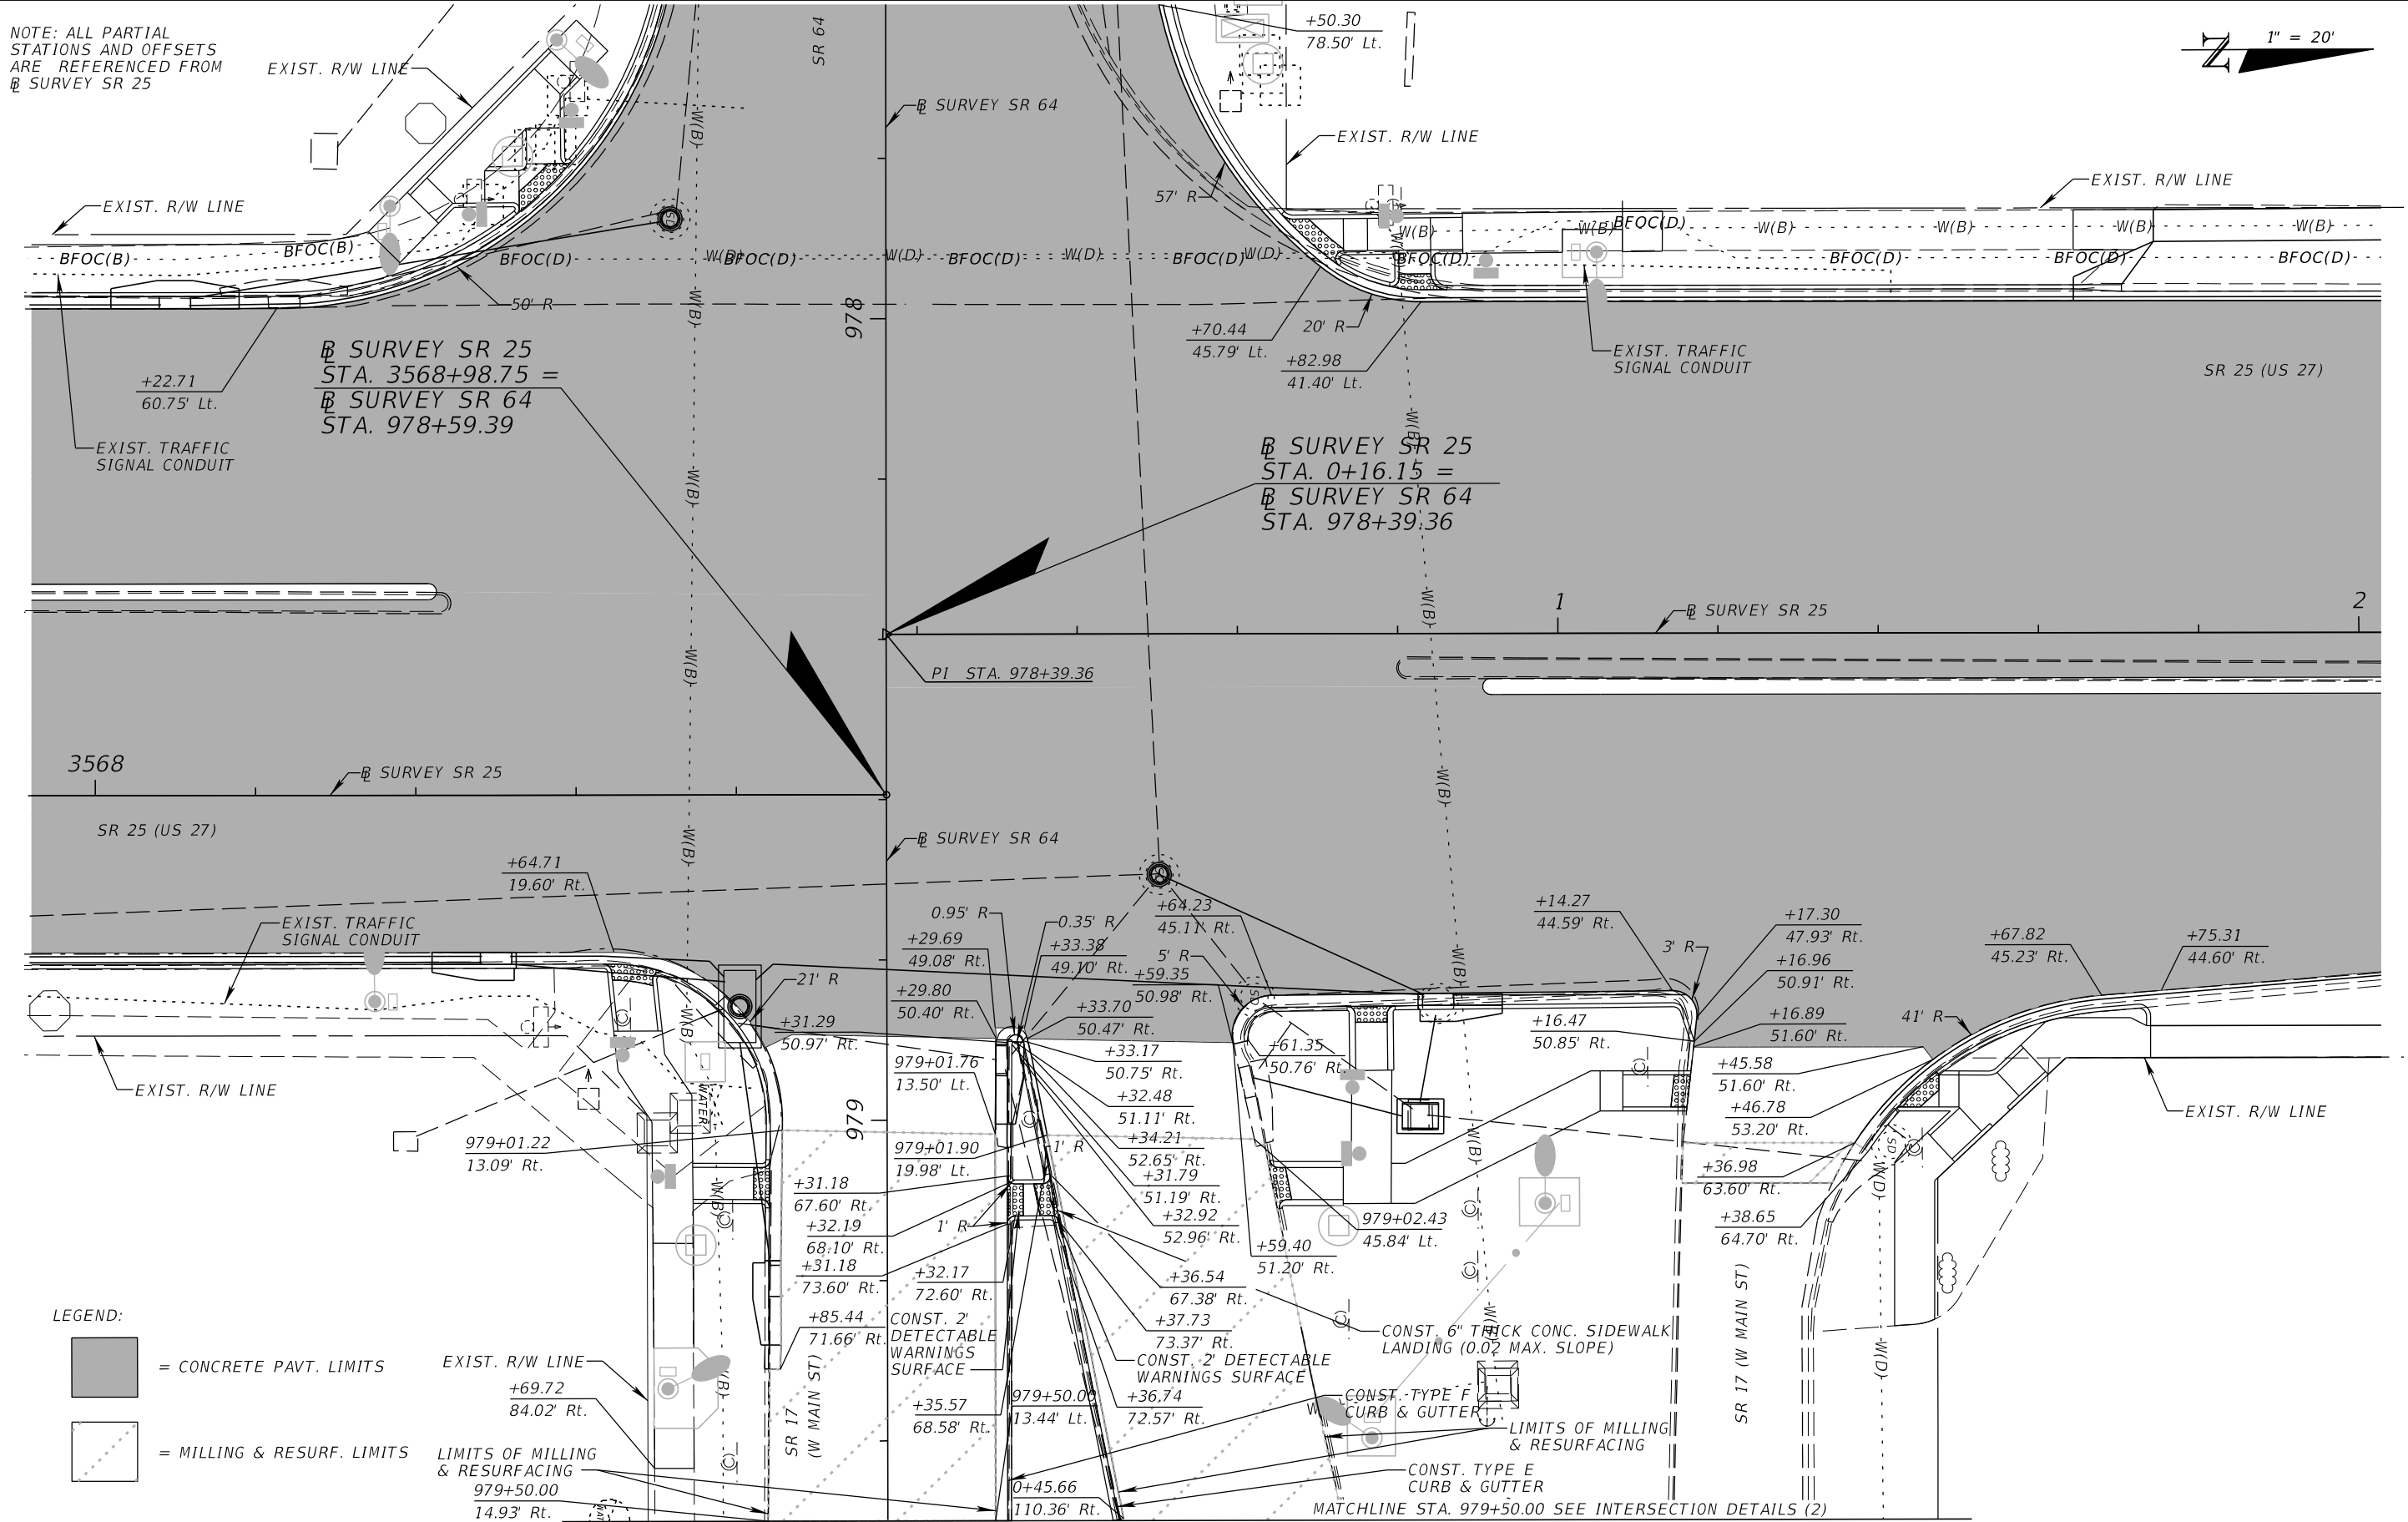 NOTE: ALL PARTIAL
STATIONS AND OFFSETS
ARE REFERENCED FROM
BL SURVEY SR 25
EXIST. R/W LINE
SR 64
BL SURVEY SR 64
+50.30
78.50' Lt.
1" = 20'
N
EXIST. R/W LINE
EXIST. R/W LINE
EXIST. R/W LINE
57' R
W(B)
SD
BFOC(B)
BFOC(B)
BFOC(D)
W(D)
BFOC(D)
W(D)
BFOC(D)
W(D)
BFOC(D)
W(D)
BFOC(D)
W(B)
W(B)
W(B)
BFOC(D)
W(B)
W(B)
W(B)
W(B)
BFOC(D)
BFOC(D)
BFOC(D)
50' R
W(B)
978
+70.44
45.79' Lt.
20' R
+82.98
41.40' Lt.
EXIST. TRAFFIC
SIGNAL CONDUIT
SR 25 (US 27)
+22.71
60.75' Lt.
EXIST. TRAFFIC
SIGNAL CONDUIT
BL SURVEY SR 25
STA. 3568+98.75 =
BL SURVEY SR 64
STA. 978+59.39
W(B)
W(B)
BL SURVEY SR 25
STA. 0+16.15 =
BL SURVEY SR 64
STA. 978+39.36
W(B)
1
BL SURVEY SR 25
2
W(B)
PI STA. 978+39.36
3568
BL SURVEY SR 25
W(B)
SR 25 (US 27)
BL SURVEY SR 64
W(B)
+64.71
19.60' Rt.
EXIST. TRAFFIC
SIGNAL CONDUIT
0.95' R
0.35' R
+29.69
49.08' Rt.
+33.38
49.10' Rt.
+64.23
45.11' Rt.
5' R
+59.35
50.98' Rt.
SD
W(B)
+14.27
44.59' Rt.
3' R
+17.30
47.93' Rt.
+16.96
50.91' Rt.
+67.82
45.23' Rt.
+75.31
44.60' Rt.
21' R
+29.80
50.40' Rt.
+33.70
50.47' Rt.
+31.29
50.97' Rt.
W(B)
+16.47
50.85' Rt.
+16.89
51.60' Rt.
41' R
EXIST. R/W LINE
979+01.76
13.50' Lt.
+33.17
50.75' Rt.
+61.35
50.76' Rt.
+45.58
51.60' Rt.
WATER
979
+32.48
51.11' Rt.
+46.78
53.20' Rt.
EXIST. R/W LINE
979+01.22
13.09' Rt.
979+01.90
19.98' Lt.
1' R
+34.21
52.65' Rt.
W(B)
SD
+31.18
67.60' Rt.
+31.79
51.19' Rt.
+36.98
63.60' Rt.
W(D)
W(B)
+32.19
68.10' Rt.
1' R
+32.92
52.96' Rt.
979+02.43
45.84' Lt.
+38.65
64.70' Rt.
+31.18
73.60' Rt.
+32.17
72.60' Rt.
+59.40
51.20' Rt.
+36.54
67.38' Rt.
LEGEND:
= CONCRETE PAVT. LIMITS
= MILLING & RESURF. LIMITS
+85.44
71.66' Rt.
CONST. 2'
DETECTABLE
WARNINGS
SURFACE
+37.73
73.37' Rt.
W(B)
CONST. 6" THICK CONC. SIDEWALK
LANDING (0.02 MAX. SLOPE)
CONST. 2' DETECTABLE
WARNINGS SURFACE
EXIST. R/W LINE
W(B)
SR 17
(W MAIN ST)
SR 17 (W MAIN ST)
W(D)
+69.72
84.02' Rt.
+35.57
68.58' Rt.
979+50.00
13.44' Lt.
+36.74
72.57' Rt.
CONST. TYPE F
CURB & GUTTER
LIMITS OF MILLING
& RESURFACING
LIMITS OF MILLING
& RESURFACING
979+50.00
14.93' Rt.
0+45.66
110.36' Rt.
CONST. TYPE E
CURB & GUTTER
MATCHLINE STA. 979+50.00 SEE INTERSECTION DETAILS (2)